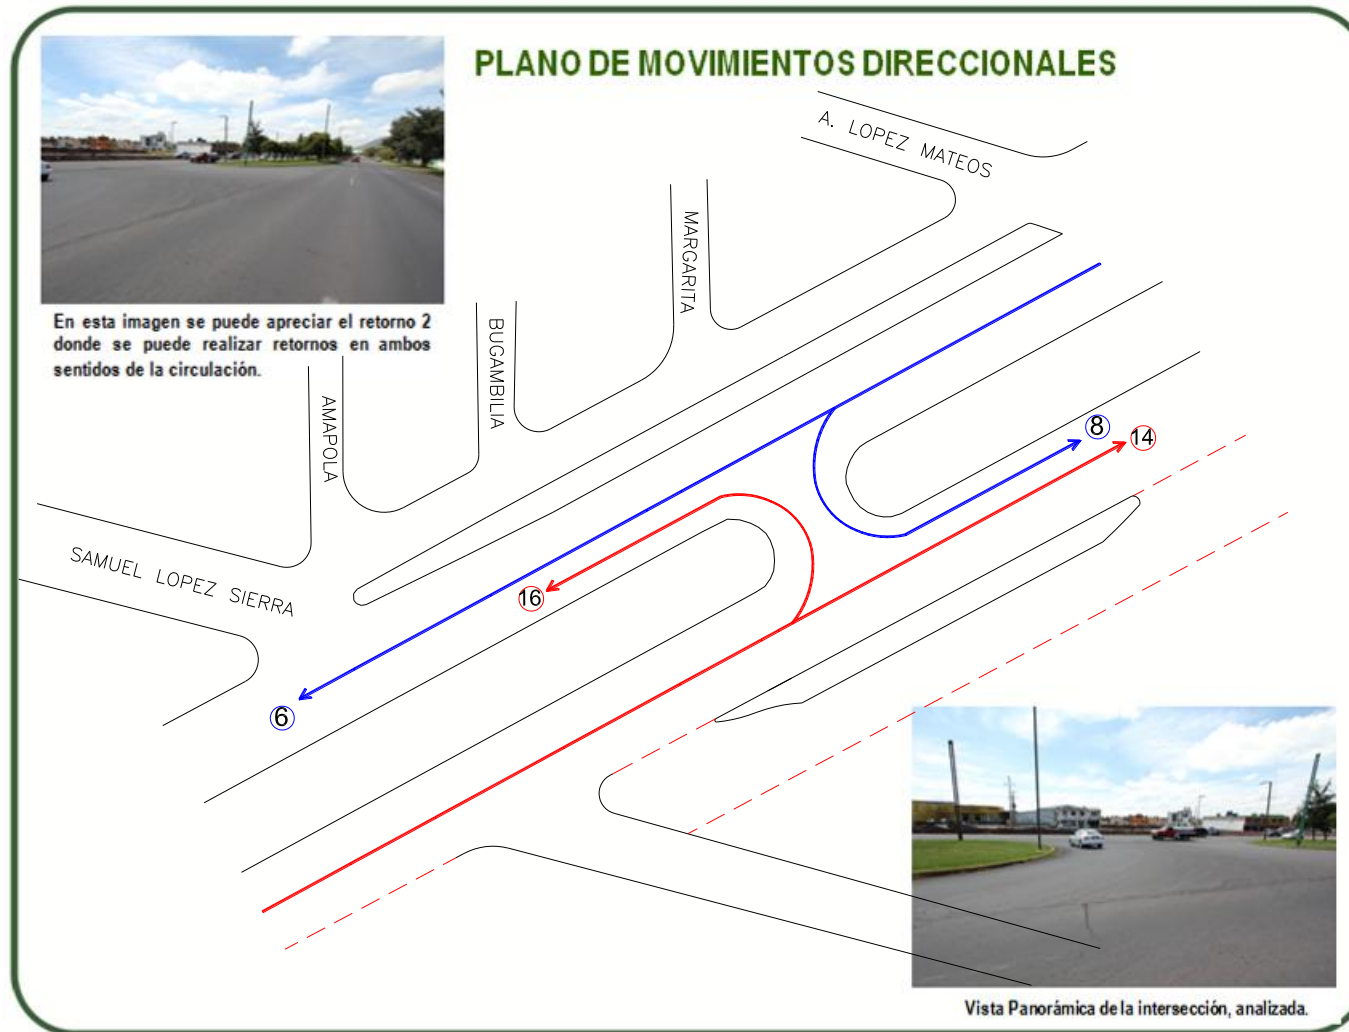 PLANO DE MOVIMIENTOS DIRECCIONALES
En esta imagen se puede apreciar el retorno 2
donde se puede realizar retornos en ambos
sentidos de la circulación.
A. LOPEZ MATEOS
MARGARITA
BUGAMBILIA
AMAPOLA
SAMUEL LOPEZ SIERRA
8
14
16
6
Vista Panorámica de la intersección, analizada.